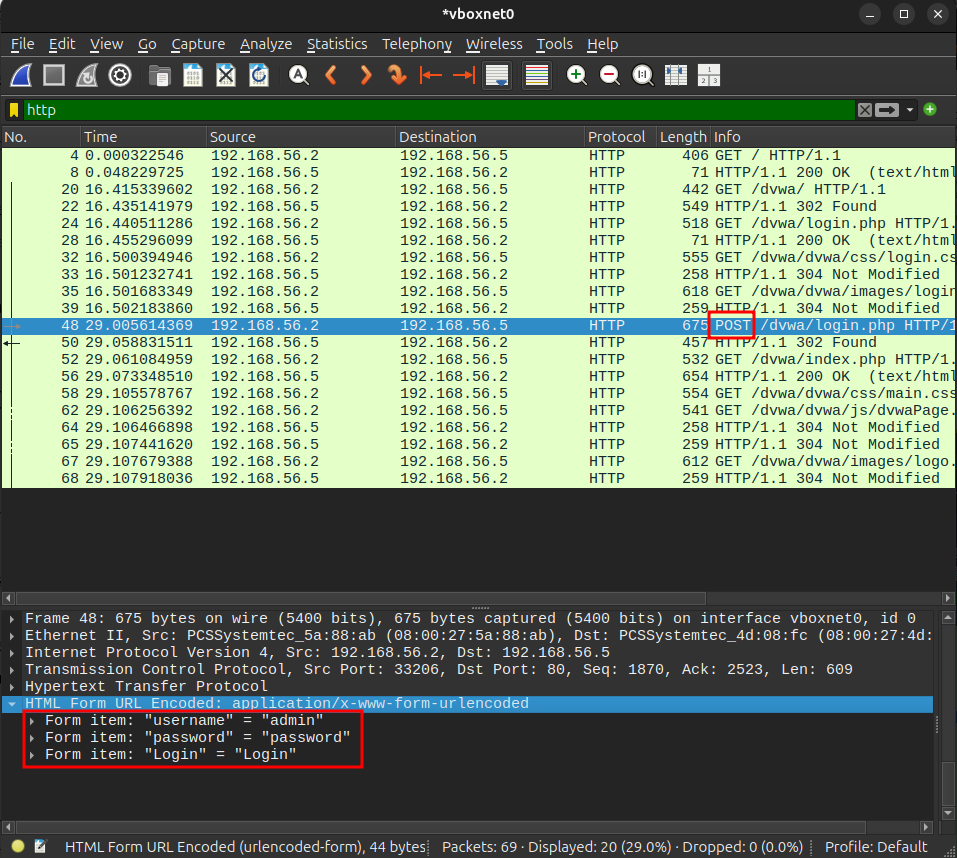 *vboxnet0
File Edit View Go Capture Analyze Statistics Telephony Wireless Tools Help
http
No. Time Source Destination Protocol Length Info
4 0.000322546 192.168.56.2 192.168.56.5 HTTP 406 GET / HTTP/1.1
8 0.048229725 192.168.56.5 192.168.56.2 HTTP 71 HTTP/1.1 200 OK (text/html
20 16.415339602 192.168.56.2 192.168.56.5 HTTP 442 GET /dvwa/ HTTP/1.1
22 16.435141979 192.168.56.5 192.168.56.2 HTTP 549 HTTP/1.1 302 Found
24 16.440511286 192.168.56.2 192.168.56.5 HTTP 518 GET /dvwa/login.php HTTP/1.
28 16.455296099 192.168.56.5 192.168.56.2 HTTP 71 HTTP/1.1 200 OK (text/html
32 16.500394946 192.168.56.2 192.168.56.5 HTTP 555 GET /dvwa/dvwa/css/login.cs
33 16.501232741 192.168.56.5 192.168.56.2 HTTP 258 HTTP/1.1 304 Not Modified
35 16.501683349 192.168.56.2 192.168.56.5 HTTP 618 GET /dvwa/dvwa/images/login
39 16.502183860 192.168.56.5 192.168.56.2 HTTP 259 HTTP/1.1 304 Not Modified
48 29.005614369 192.168.56.2 192.168.56.5 HTTP 675 POST /dvwa/login.php HTTP/1
50 29.058831511 192.168.56.5 192.168.56.2 HTTP 457 HTTP/1.1 302 Found
52 29.061084959 192.168.56.2 192.168.56.5 HTTP 532 GET /dvwa/index.php HTTP/1.
56 29.073348510 192.168.56.5 192.168.56.2 HTTP 654 HTTP/1.1 200 OK (text/html
58 29.105578767 192.168.56.2 192.168.56.5 HTTP 554 GET /dvwa/dvwa/css/main.css
62 29.106256392 192.168.56.2 192.168.56.5 HTTP 541 GET /dvwa/dvwa/js/dvwaPage.
64 29.106466898 192.168.56.5 192.168.56.2 HTTP 258 HTTP/1.1 304 Not Modified
65 29.107441620 192.168.56.5 192.168.56.2 HTTP 259 HTTP/1.1 304 Not Modified
67 29.107679388 192.168.56.2 192.168.56.5 HTTP 612 GET /dvwa/dvwa/images/logo.
68 29.107918036 192.168.56.5 192.168.56.2 HTTP 259 HTTP/1.1 304 Not Modified
Frame 48: 675 bytes on wire (5400 bits), 675 bytes captured (5400 bits) on interface vboxnet0, id 0
Ethernet II, Src: PCSSystemtec_5a:88:ab (08:00:27:5a:88:ab), Dst: PCSSystemtec_4d:08:fc (08:00:27:4d:
Internet Protocol Version 4, Src: 192.168.56.2, Dst: 192.168.56.5
Transmission Control Protocol, Src Port: 33206, Dst Port: 80, Seq: 1870, Ack: 2523, Len: 609
Hypertext Transfer Protocol
HTML Form URL Encoded: application/x-www-form-urlencoded
Form item: "username" = "admin"
Form item: "password" = "password"
Form item: "Login" = "Login"
HTML Form URL Encoded (urlencoded-form), 44 bytes Packets: 69 · Displayed: 20 (29.0%) · Dropped: 0 (0.0%) Profile: Default